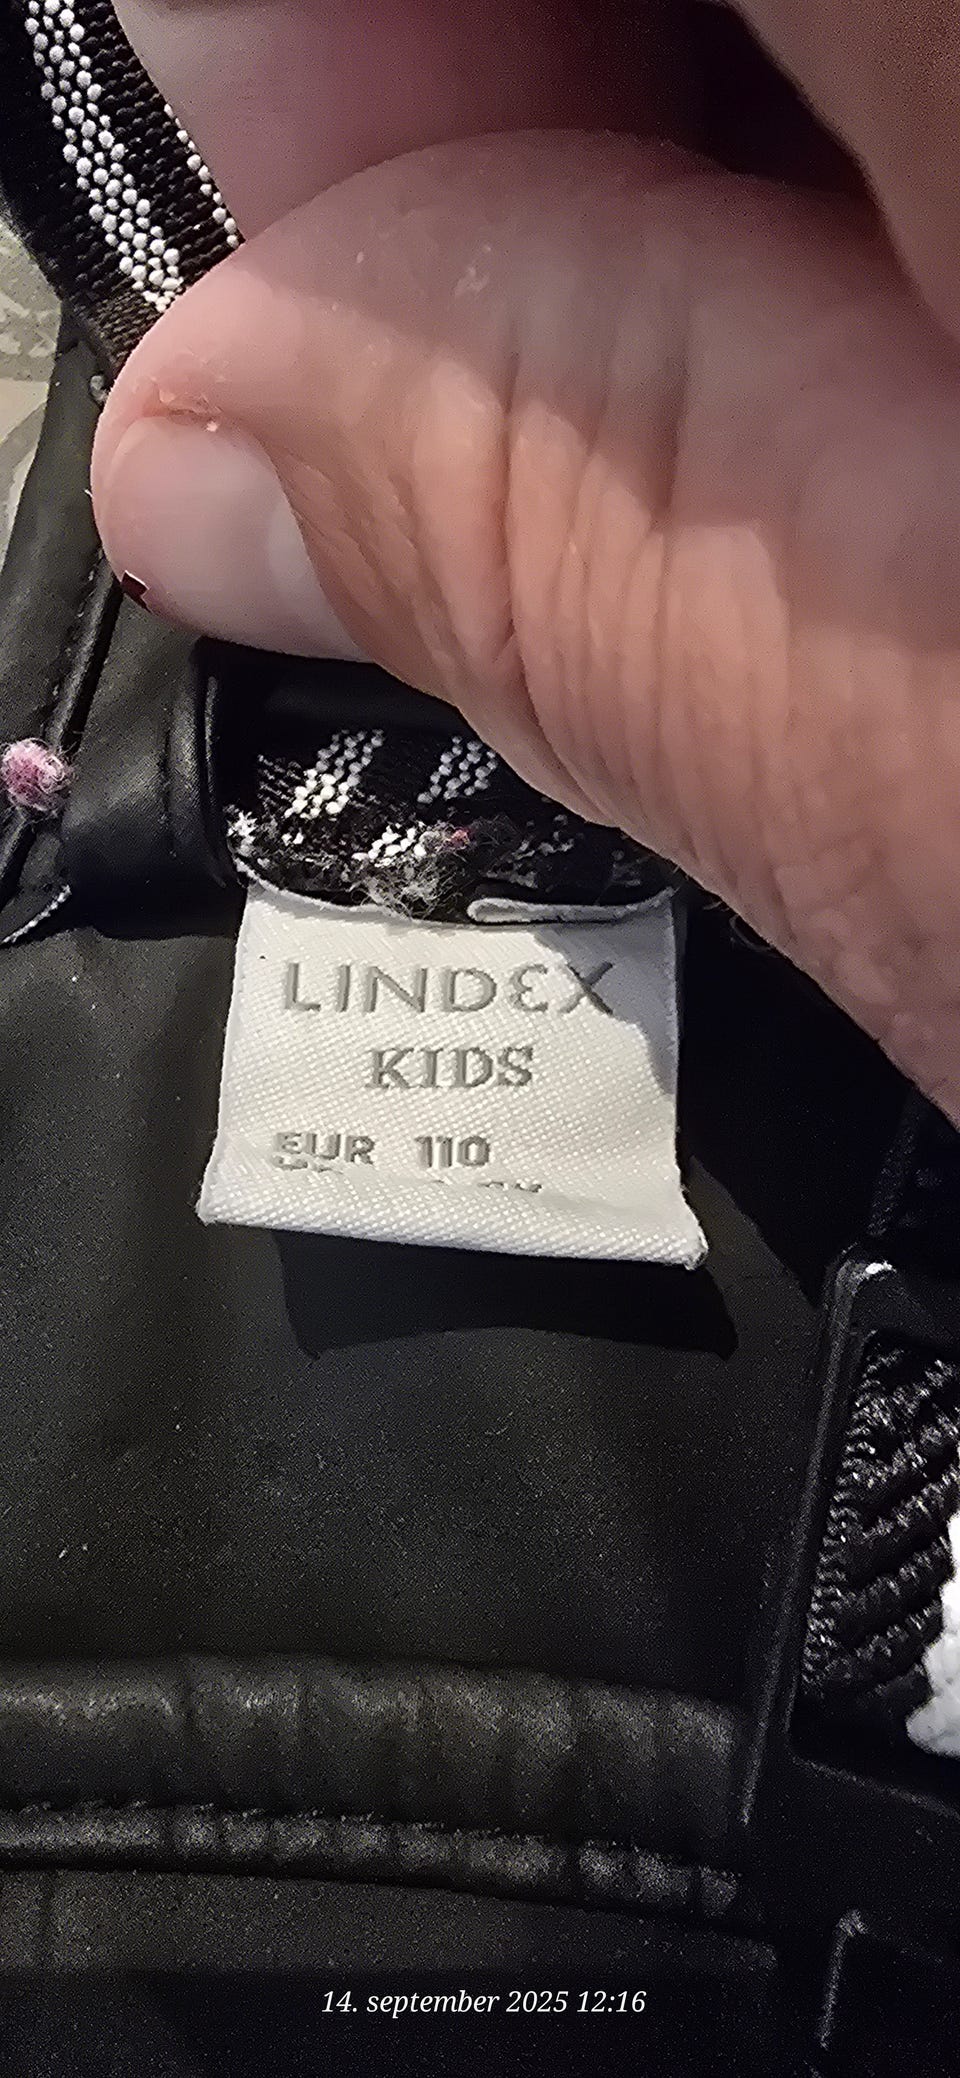 LINDEX
KIDS
EUR 110
14. september 2025 12:16